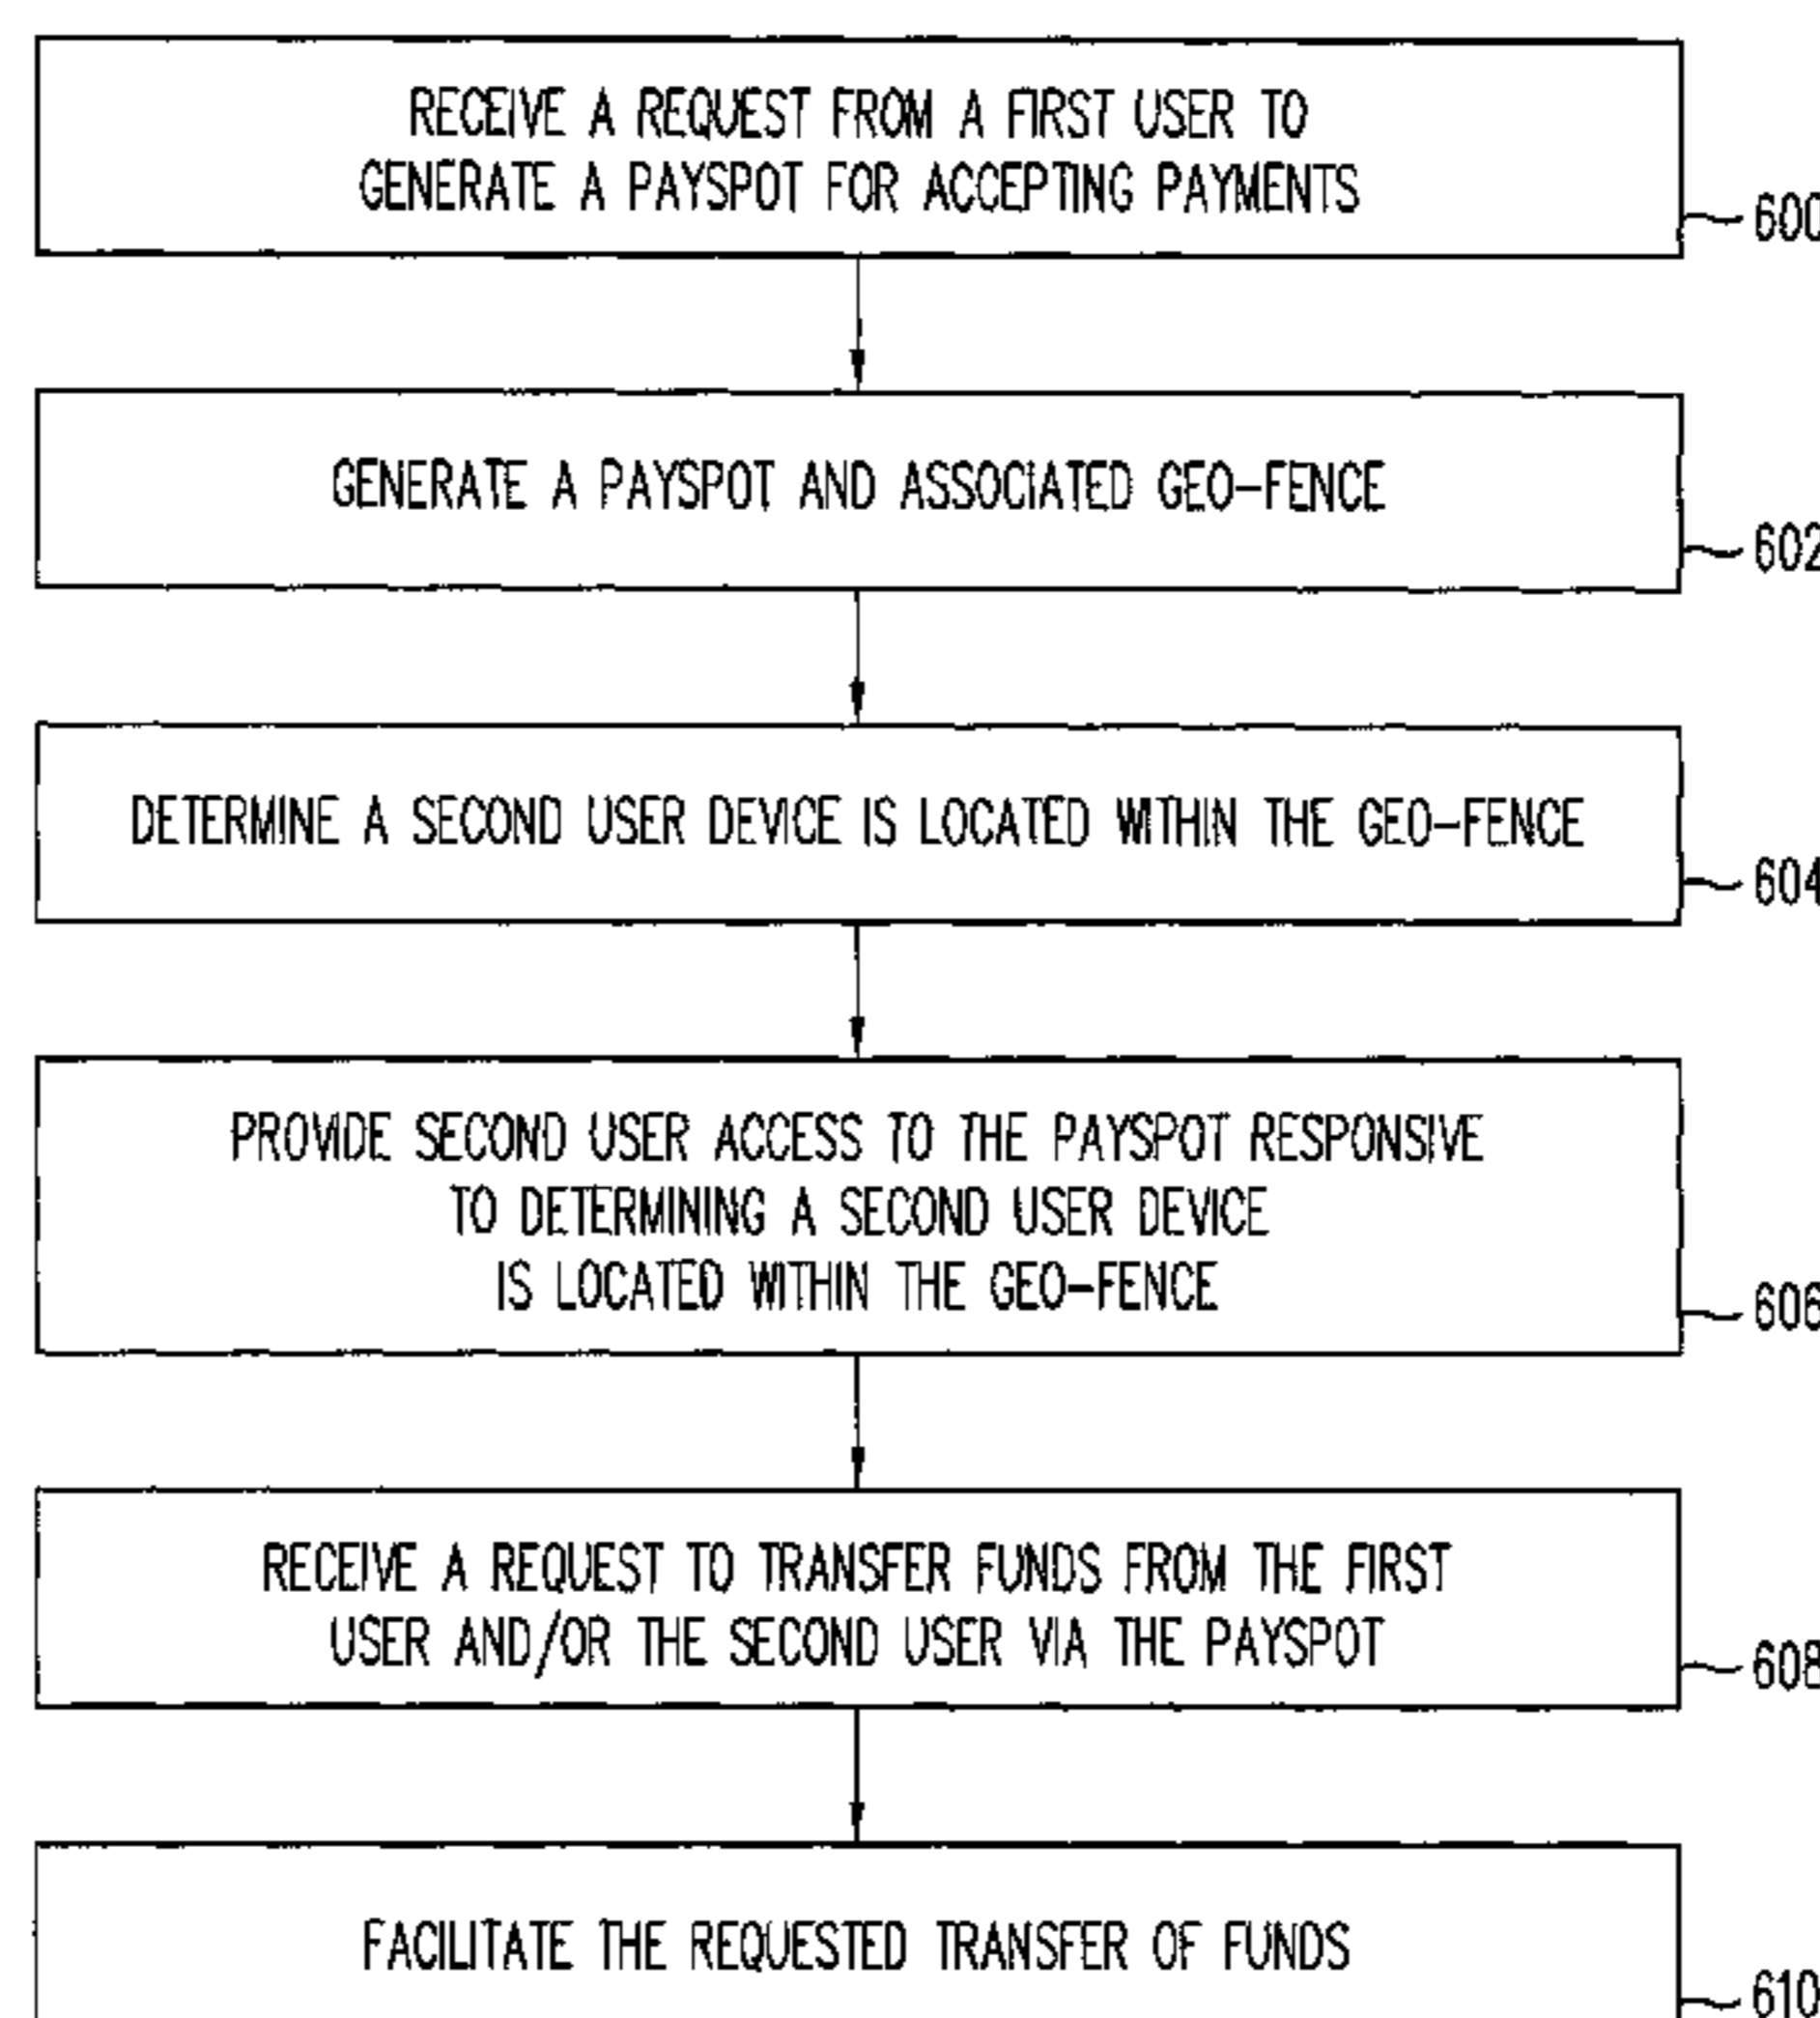 RECEIVE A REQUEST FROM A FIRST USER TO
GENERATE A PAYSPOT FOR ACCEPTING PAYMENTS
600
GENERATE A PAYSPOT AND ASSOCIATED GEO-FENCE
602
DETERMINE A SECOND USER DEVICE IS LOCATED WITHIN THE GEO-FENCE
604
PROVIDE SECOND USER ACCESS TO THE PAYSPOT RESPONSIVE
TO DETERMINING A SECOND USER DEVICE
IS LOCATED WITHIN THE GEO-FENCE
606
RECEIVE A REQUEST TO TRANSFER FUNDS FROM THE FIRST
USER AND/OR THE SECOND USER VIA THE PAYSPOT
608
FACILITATE THE REQUESTED TRANSFER OF FUNDS
610